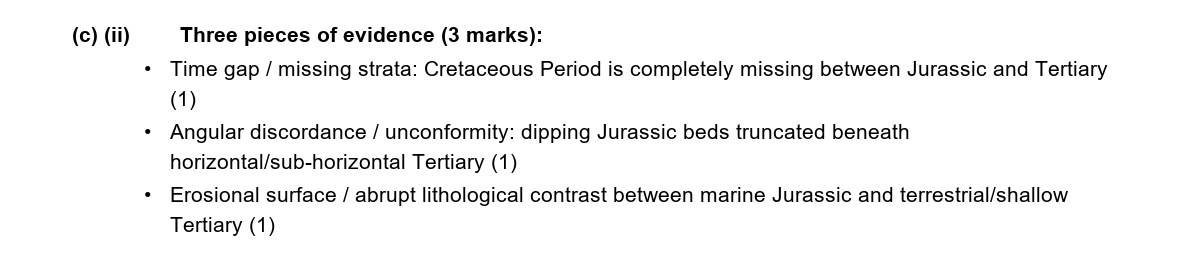 (c) (ii) Three pieces of evidence (3 marks):
• Time gap / missing strata: Cretaceous Period is completely missing between Jurassic and Tertiary
(1)
• Angular discordance / unconformity: dipping Jurassic beds truncated beneath
horizontal/sub-horizontal Tertiary (1)
• Erosional surface / abrupt lithological contrast between marine Jurassic and terrestrial/shallow
Tertiary (1)